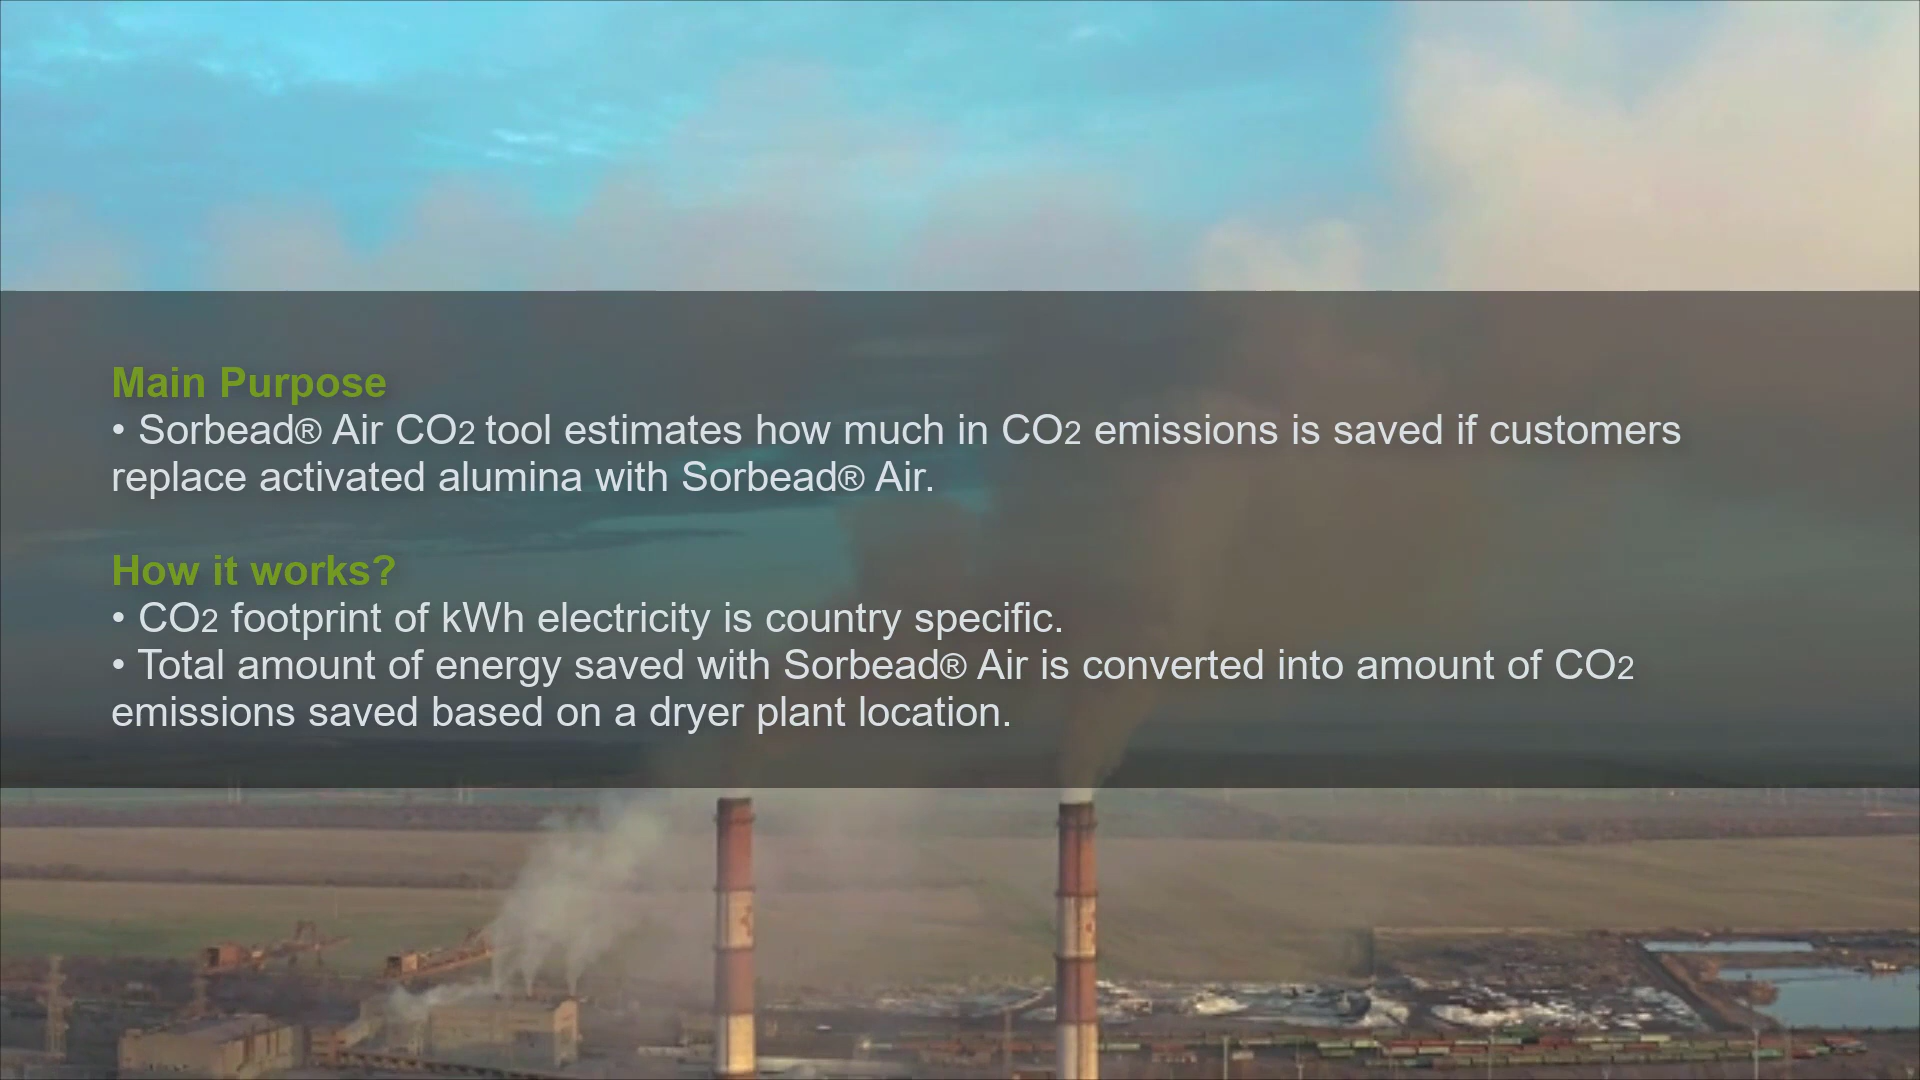 Main Purpose
• Sorbead® Air CO2 tool estimates how much in CO2 emissions is saved if customers
replace activated alumina with Sorbead® Air.
How it works?
• CO2 footprint of kWh electricity is country specific.
• Total amount of energy saved with Sorbead® Air is converted into amount of CO2
emissions saved based on a dryer plant location.